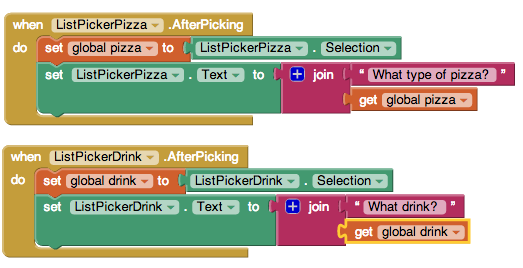 when ListPickerPizza .AfterPicking
do set global pizza to ListPickerPizza . Selection
set ListPickerPizza . Text to join " What type of pizza? "
get global pizza
when ListPickerDrink .AfterPicking
do set global drink to ListPickerDrink . Selection
set ListPickerDrink . Text to join " What drink? "
get global drink